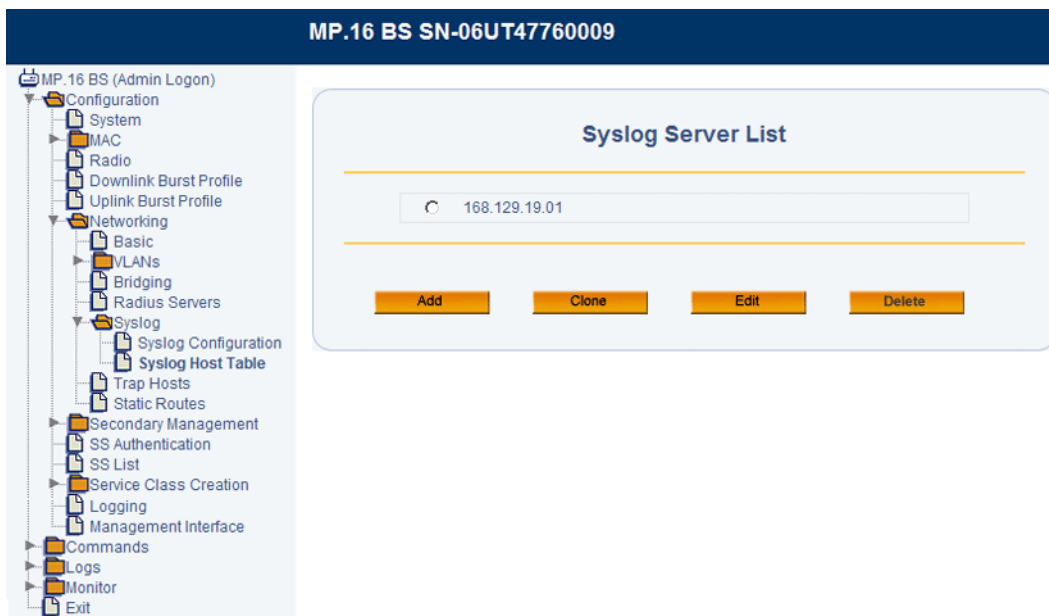 MP.16 BS SN-06UT47760009
MP.16 BS (Admin Logon)
Configuration
System
MAC
Radio
Downlink Burst Profile
Uplink Burst Profile
Networking
Basic
VLANs
Bridging
Radius Servers
Syslog
Syslog Configuration
Syslog Host Table
Trap Hosts
Static Routes
Secondary Management
SS Authentication
SS List
Service Class Creation
Logging
Management Interface
Commands
Logs
Monitor
Exit
Syslog Server List
168.129.19.01
Add Clone Edit Delete